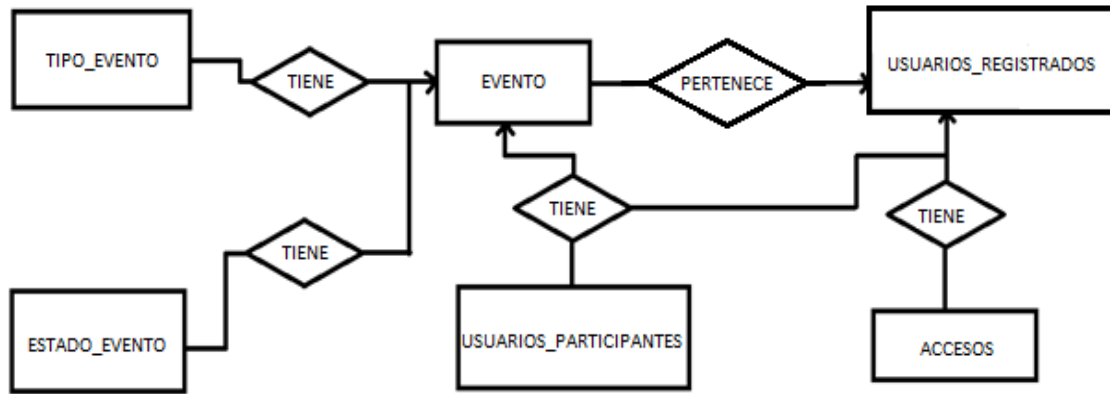 TIPO_EVENTO
TIENE
EVENTO
PERTENECE
USUARIOS_REGISTRADOS
TIENE
TIENE
TIENE
ESTADO_EVENTO
USUARIOS_PARTICIPANTES
ACCESOS